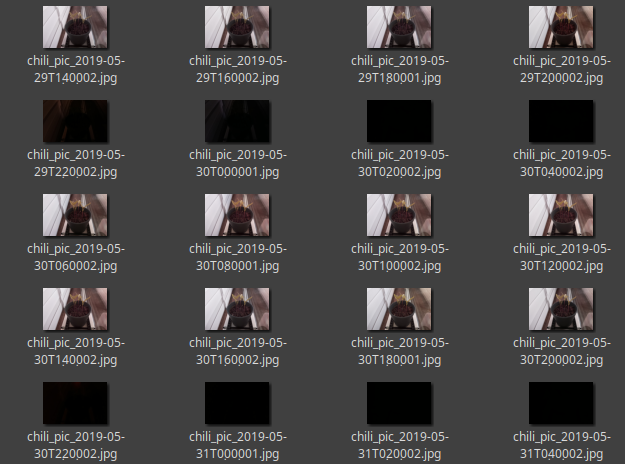 chili_pic_2019-05-
29T140002.jpg
chili_pic_2019-05-
29T160002.jpg
chili_pic_2019-05-
29T180001.jpg
chili_pic_2019-05-
29T200002.jpg
chili_pic_2019-05-
29T220002.jpg
chili_pic_2019-05-
30T000001.jpg
chili_pic_2019-05-
30T020002.jpg
chili_pic_2019-05-
30T040002.jpg
chili_pic_2019-05-
30T060002.jpg
chili_pic_2019-05-
30T080001.jpg
chili_pic_2019-05-
30T100002.jpg
chili_pic_2019-05-
30T120002.jpg
chili_pic_2019-05-
30T140002.jpg
chili_pic_2019-05-
30T160002.jpg
chili_pic_2019-05-
30T180001.jpg
chili_pic_2019-05-
30T200002.jpg
chili_pic_2019-05-
30T220002.jpg
chili_pic_2019-05-
31T000001.jpg
chili_pic_2019-05-
31T020002.jpg
chili_pic_2019-05-
31T040002.jpg